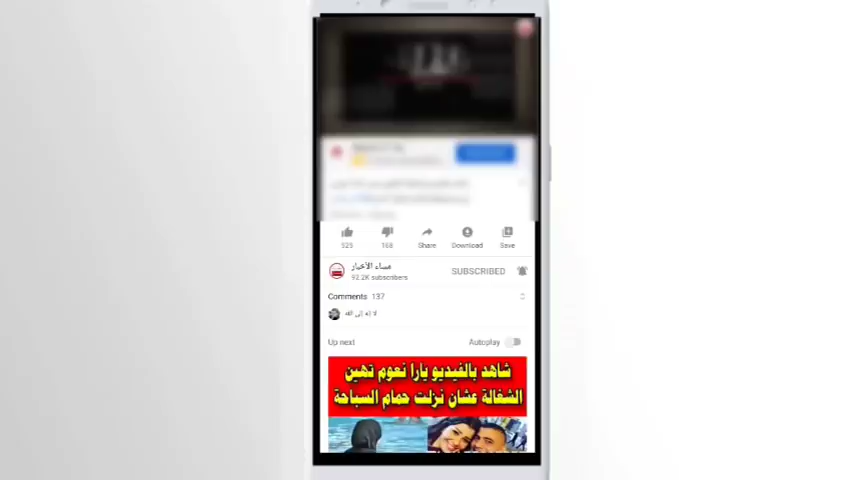 525
168
Share
Download
Save
مساء الأخبار
92.2K subscribers
SUBSCRIBED
Comments 137
لا إله إلى الله
Up next
Autoplay
شاهد بالفيديو يارا نعوم تهين
الشغالة عشان نزلت حمام السباحة